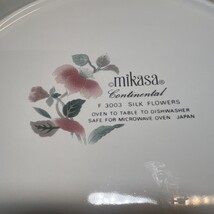 ®mikasa®
Continental
F 3003 SILK FLOWERS
OVEN TO TABLE TO DISHWASHER
SAFE FOR MICROWAVE OVEN JAPAN